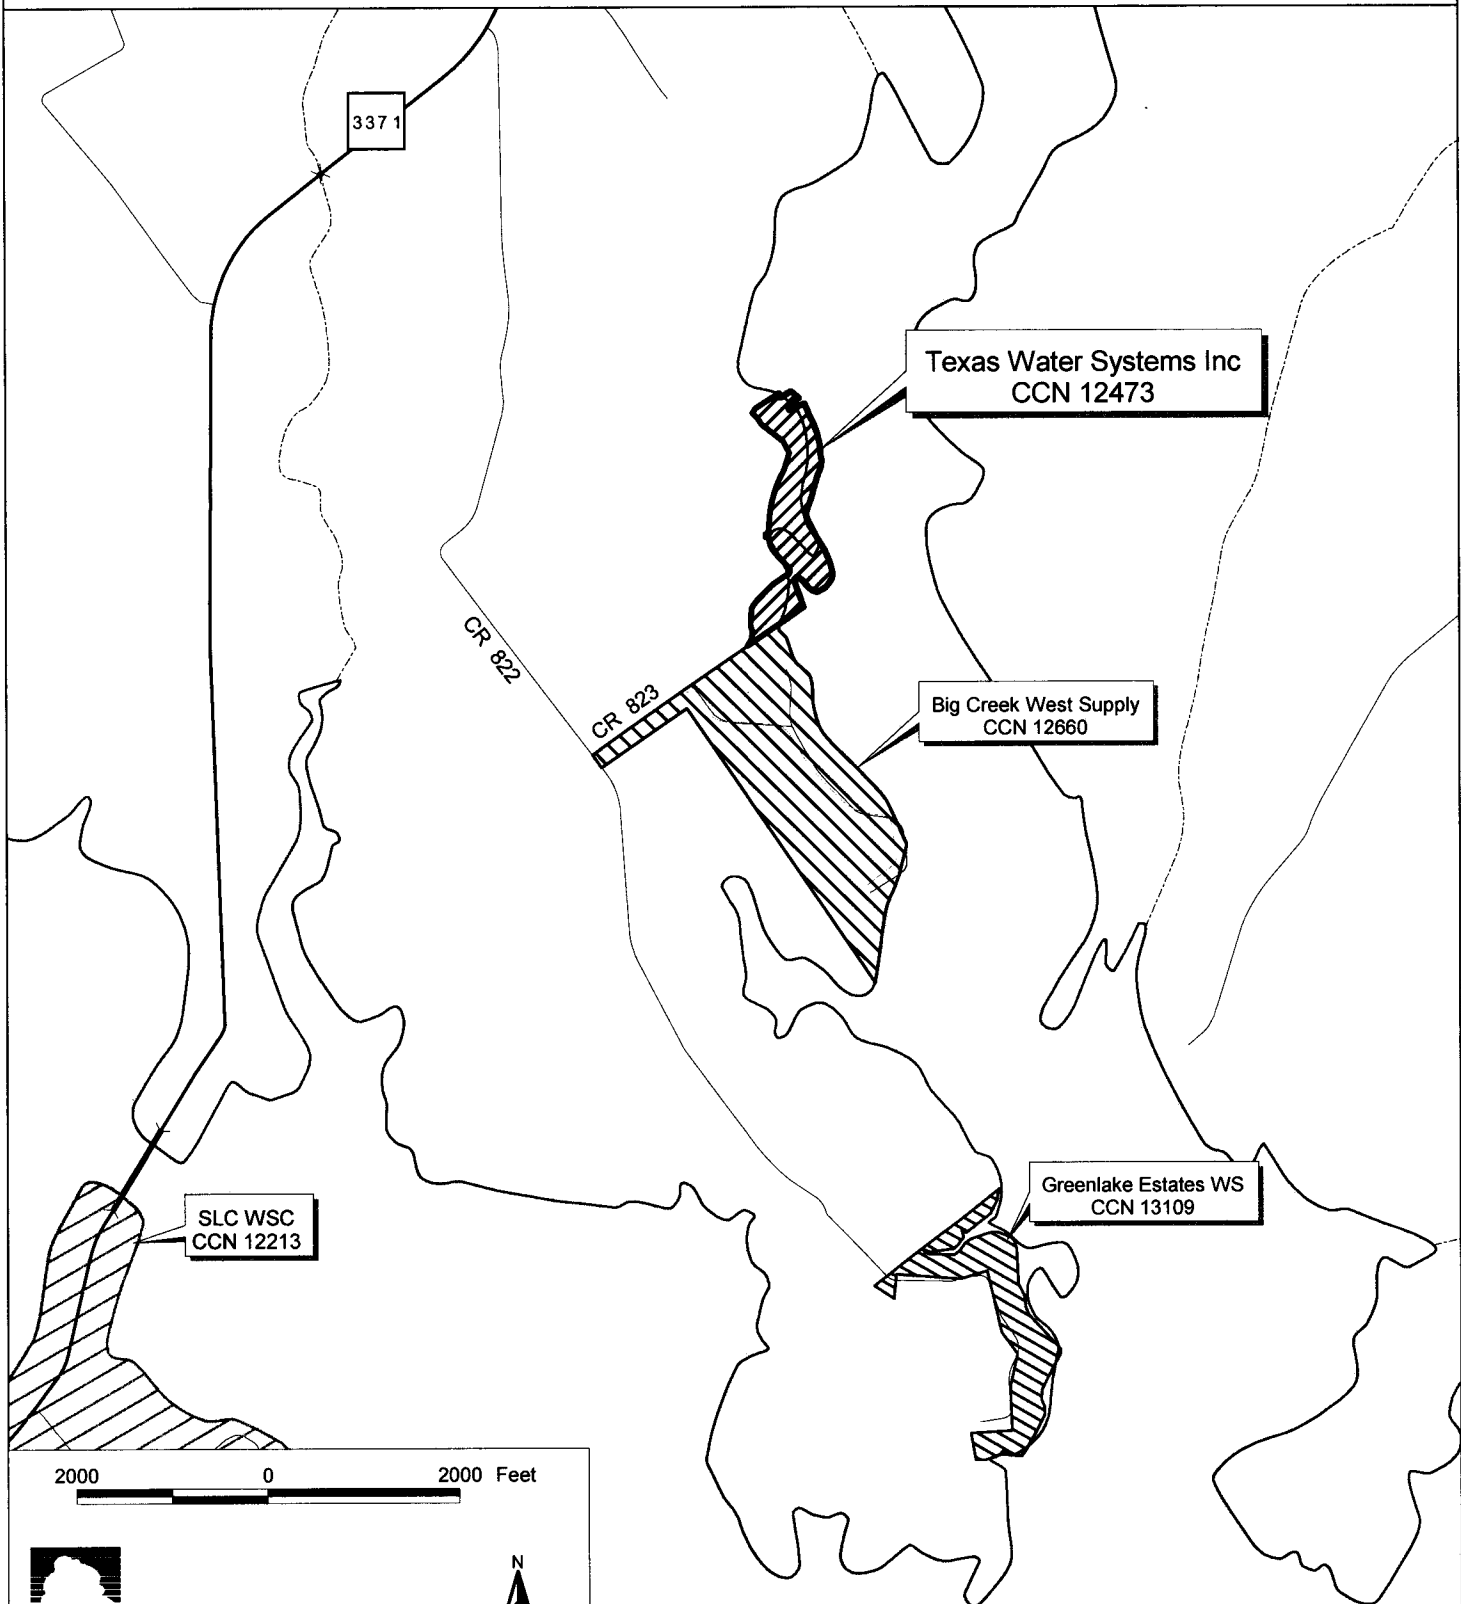 3371
Texas Water Systems Inc
CCN 12473
CR 822
CR 823
Big Creek West Supply
CCN 12660
Greenlake Estates WS
CCN 13109
SLC WSC
CCN 12213
2000 0 2000 Feet
N